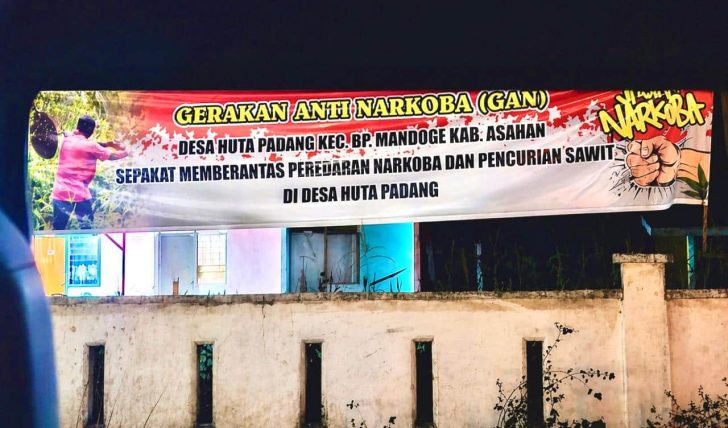 GERAKAN ANTI NARKOBA (GAN)
DESA HUTA PADANG KEC. BP. MANDOGE KAB. ASAHAN
SEPAKAT MEMBERANTAS PEREDARAN NARKOBA DAN PENCURIAN SAWIT
DI DESA HUTA PADANG
NARKOBA